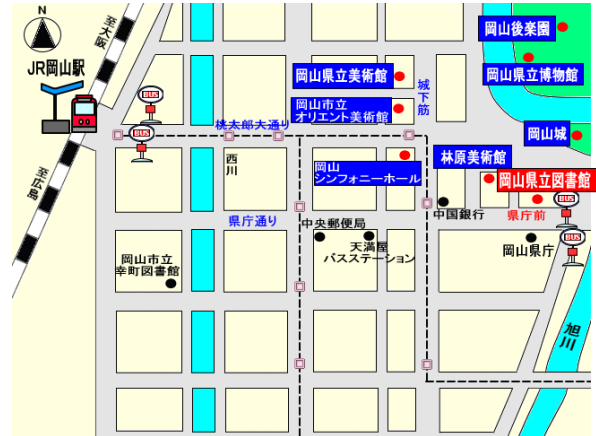 N
至大阪
JR岡山駅
至広島
BUS
BUS
岡山後楽園
岡山県立博物館
岡山県立美術館
城下筋
岡山市立
オリエント美術館
桃太郎大通り
岡山城
西川
岡山
シンフォニーホール
林原美術館
岡山県立図書館
県庁通り
中央郵便局
天満屋
バスステーション
中国銀行
県庁前
BUS
BUS
岡山県庁
岡山市立
幸町図書館
旭川